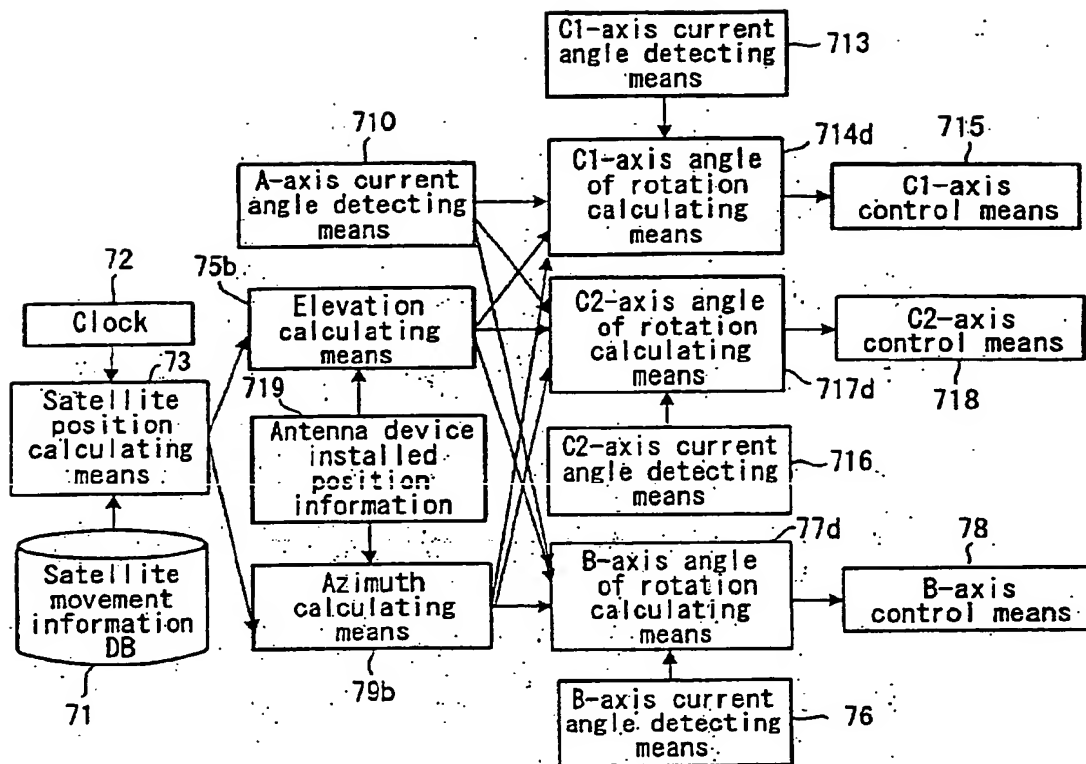 C1-axis current
angle detecting
means
713
710
A-axis current
angle detecting
means
C1-axis angle
of rotation
calculating
means
714d
715
C1-axis
control means
72
Clock
75b
Elevation
calculating
means
C2-axis angle
of rotation
calculating
means
717d
C2-axis
control means
718
73
Satellite
position
calculating
means
719
Antenna device
installed
position
information
C2-axis current
angle detecting
means
716
Satellite
movement
information
DB
71
Azimuth
calculating
means
79b
77d
B-axis angle
of rotation
calculating
means
78
B-axis
control means
B-axis current
angle detecting
means
76